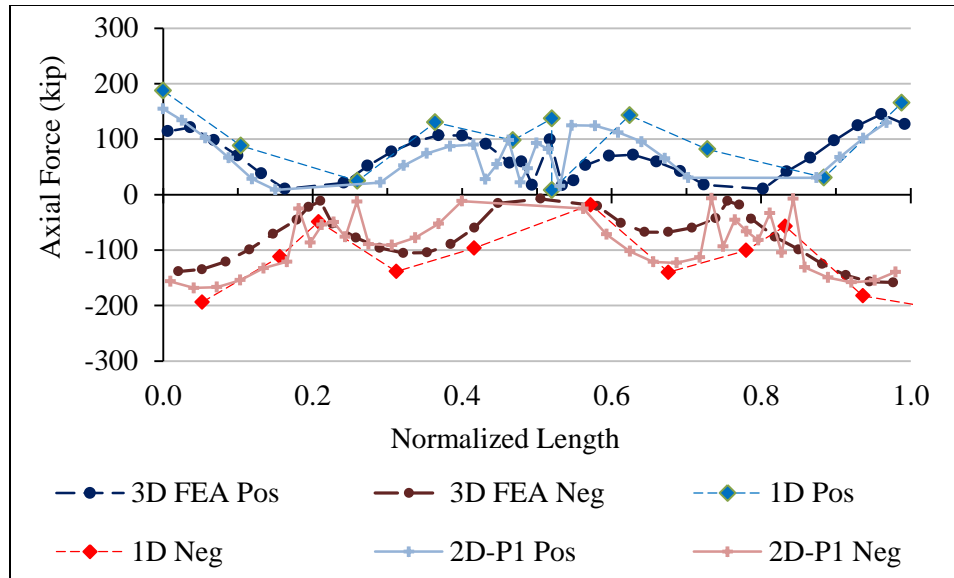 300
200
100
0
-100
-200
-300
Axial Force (kip)
0.0 0.2 0.4 0.6 0.8 1.0
Normalized Length
3D FEA Pos 3D FEA Neg 1D Pos
1D Neg 2D-P1 Pos 2D-P1 Neg